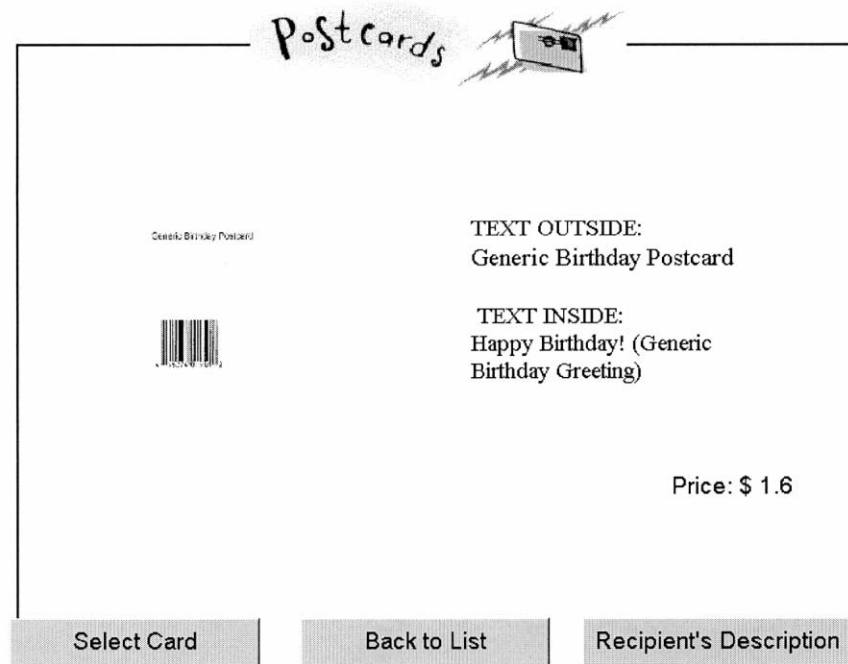 Postcards
Generic Birthday Postcard
TEXT OUTSIDE:
Generic Birthday Postcard
TEXT INSIDE:
Happy Birthday! (Generic
Birthday Greeting)
Price: $ 1.6
Select Card
Back to List
Recipient's Description